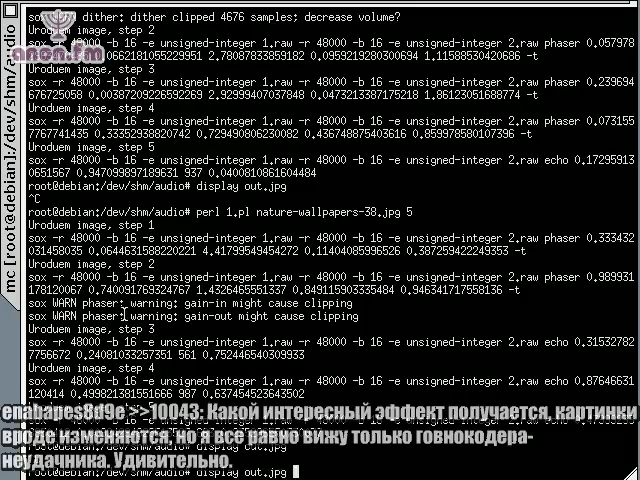 sox WARN dither: dither clipped 4676 samples; decrease volume?
Uroduem image, step 2
sox -r 48000 -b 16 -e unsigned-integer 1.raw -r 48000 -b 16 -e unsigned-integer 2.raw phaser 0.057978
0662181055229951 2.78087833859182 0.0959219280300694 1.11588530420686 -t
anon.fm
Uroduem image, step 3
sox -r 48000 -b 16 -e unsigned-integer 1.raw -r 48000 -b 16 -e unsigned-integer 2.raw phaser 0.239694
676725058 0.00387209226592269 2.92999407037848 0.0473213387175218 1.86123051688774 -t
Uroduem image, step 4
sox -r 48000 -b 16 -e unsigned-integer 1.raw -r 48000 -b 16 -e unsigned-integer 2.raw phaser 0.073155
7767741435 0.33352938820742 0.729490806230082 0.436748875403616 0.859978580107396 -t
Uroduem image, step 5
sox -r 48000 -b 16 -e unsigned-integer 1.raw -r 48000 -b 16 -e unsigned-integer 2.raw echo 0.17295913
0651567 0.947099897189631 937 0.0400810861604484
root@debian:/dev/shm/audio# display out.jpg
^C
root@debian:/dev/shm/audio# perl 1.pl nature-wallpapers-38.jpg 5
Uroduem image, step 1
sox -r 48000 -b 16 -e unsigned-integer 1.raw -r 48000 -b 16 -e unsigned-integer 2.raw phaser 0.333432
031458035 0.0644631588220221 4.41799549454272 0.11404085996526 0.387259422249353 -t
Uroduem image, step 2
sox -r 48000 -b 16 -e unsigned-integer 1.raw -r 48000 -b 16 -e unsigned-integer 2.raw phaser 0.989931
178120067 0.740091769324767 1.4326465551337 0.849115903335484 0.946341717558136 -t
sox WARN phaser: warning: gain-in might cause clipping
sox WARN phaser: warning: gain-out might cause clipping
Uroduem image, step 3
sox -r 48000 -b 16 -e unsigned-integer 1.raw -r 48000 -b 16 -e unsigned-integer 2.raw echo 0.31532782
7756672 0.24081033257351 561 0.752446540309933
Uroduem image, step 4
sox -r 48000 -b 16 -e unsigned-integer 1.raw -r 48000 -b 16 -e unsigned-integer 2.raw echo 0.87646631
120414 0.499821381551666 987 0.637454523643502
enabapes8d9e >>10043: Какой интересный эффект получается, картинки
вроде изменяются, но я всё равно вижу только говнокодера-
неудачника. Удивительно.
root@debian:/dev/shm/audio# display out.jpg
mc [root@debian]:/dev/shm/audio